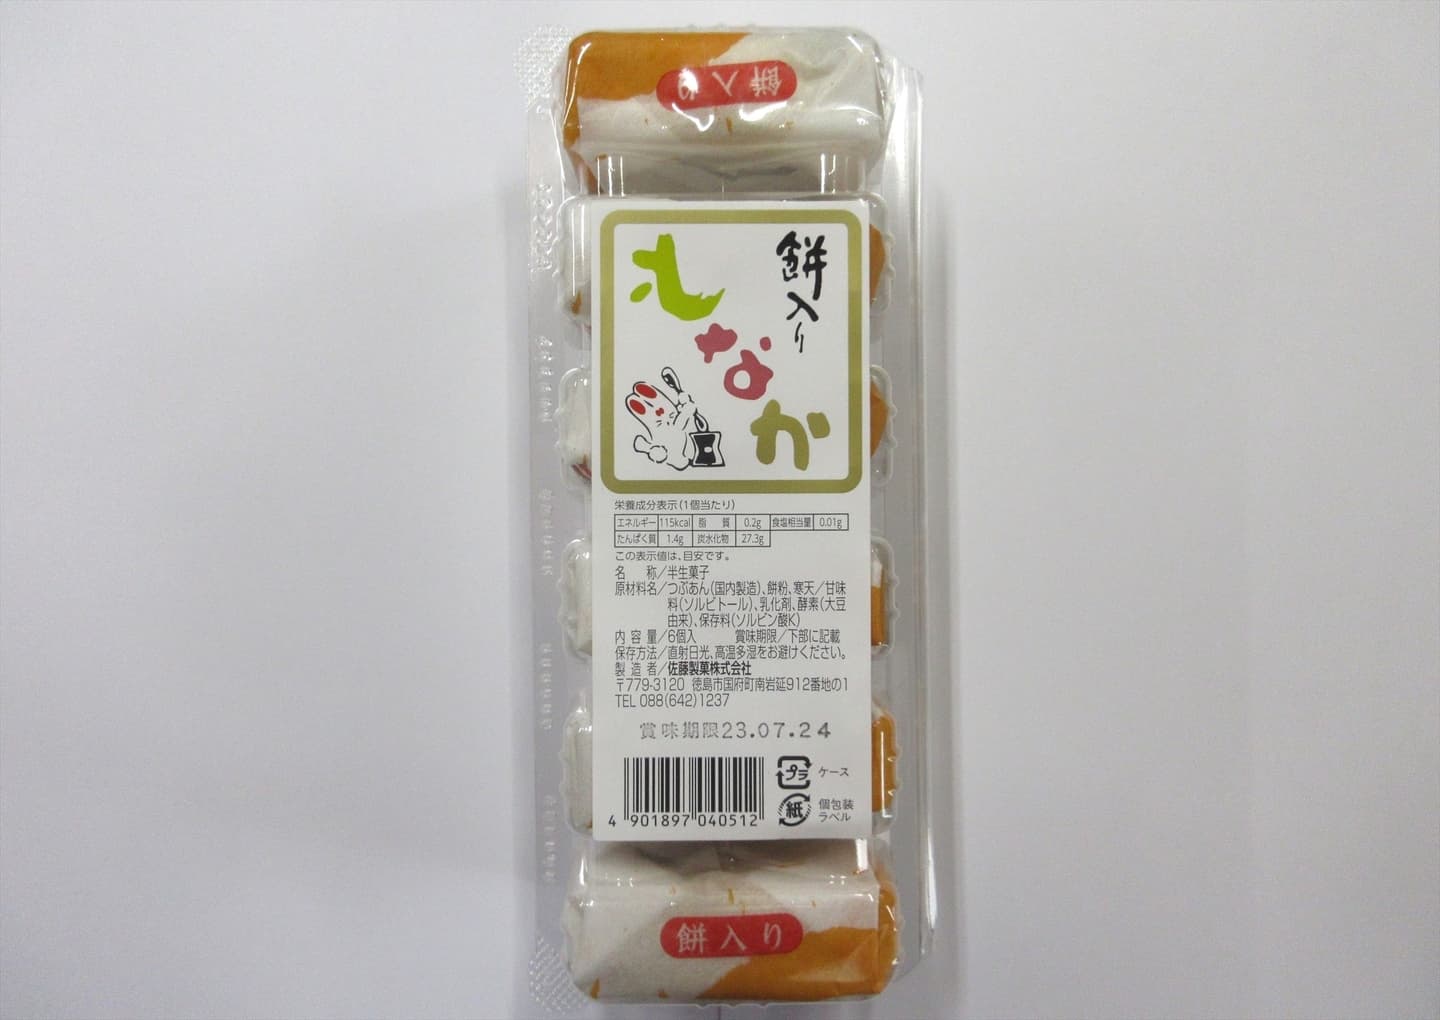 餅入り
餅入り
もなか
栄養成分表示(1個当たり)
エネルギー 115kcal 脂 質 0.2g 食塩相当量 0.01g
たんぱく質 1.4g 炭水化物 27.3g
この表示値は、目安です。
名 称／半生菓子
原材料名／つぶあん(国内製造)、餅粉、寒天／甘味
料(ソルビトール)、乳化剤、酵素(大豆
由来)、保存料(ソルビン酸K)
内 容 量／6個入 賞味期限／下部に記載
保存方法／直射日光、高温多湿をお避けください。
製 造 者／佐藤製菓株式会社
〒779-3120 徳島市国府町南岩延912番地の1
TEL 088(642)1237
賞味期限23.07.24
プラ ケース
紙 個包装
ラベル
4 901897 040512
餅入り